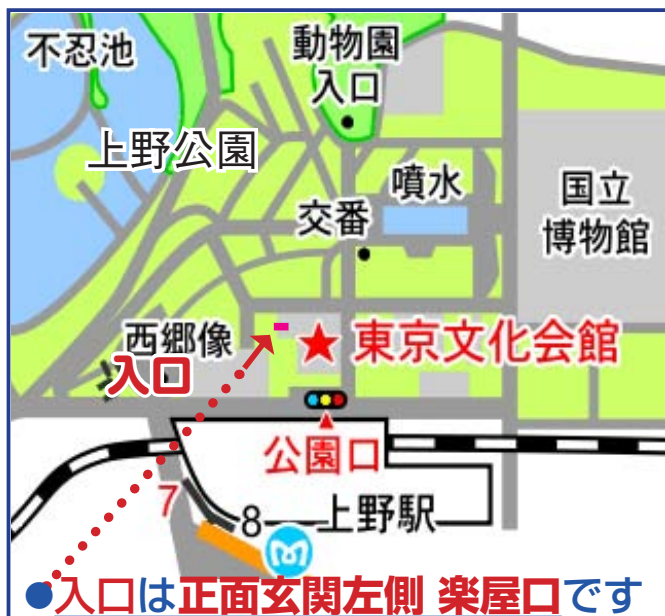 不忍池
動物園
入口
上野公園
噴水
国立
博物館
交番
西郷像
入口
東京文化会館
公園口
7
8
上野駅
●入口は正面玄関左側 楽屋口です